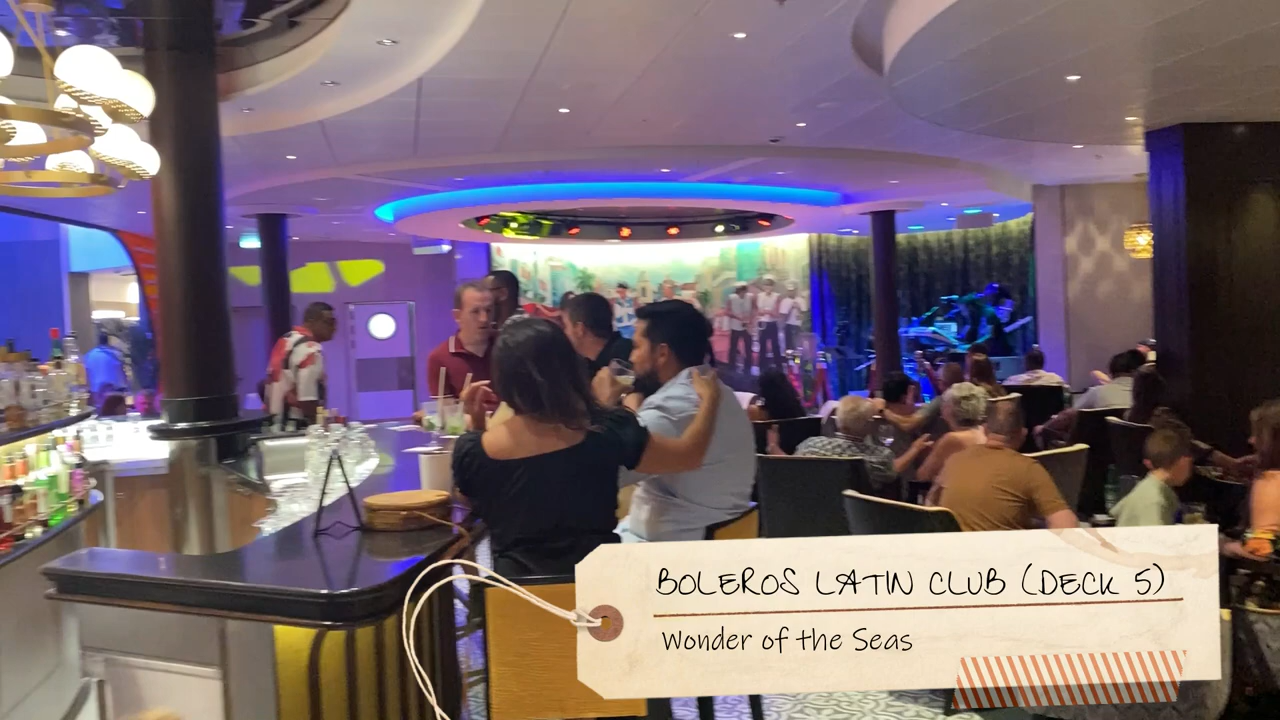 BOLEROS LATIN CLUB (DECK 5)
Wonder of the Seas